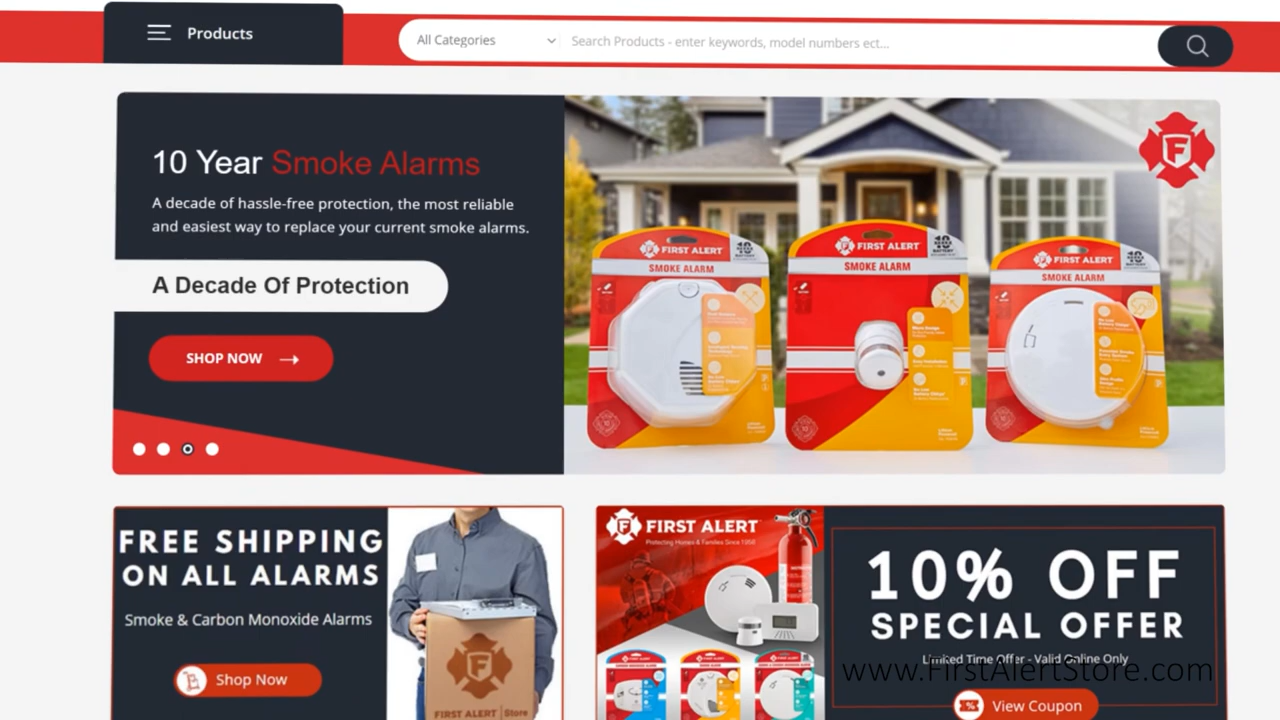 Products
All Categories
Search Products - enter keywords, model numbers ect...
10 Year Smoke Alarms
A decade of hassle-free protection, the most reliable
and easiest way to replace your current smoke alarms.
A Decade Of Protection
SHOP NOW
F
FIRST ALERT
10
SMOKE ALARM
FIRST ALERT
10
SMOKE ALARM
FIRST ALERT
10
SMOKE ALARM
FREE SHIPPING
ON ALL ALARMS
Smoke & Carbon Monoxide Alarms
Shop Now
F
FIRST ALERT | Store
F FIRST ALERT
Protecting Homes & Families Since 1958
10% OFF
SPECIAL OFFER
Limited Time Offer - Valid Online Only
www.FirstAlertStore.com
View Coupon